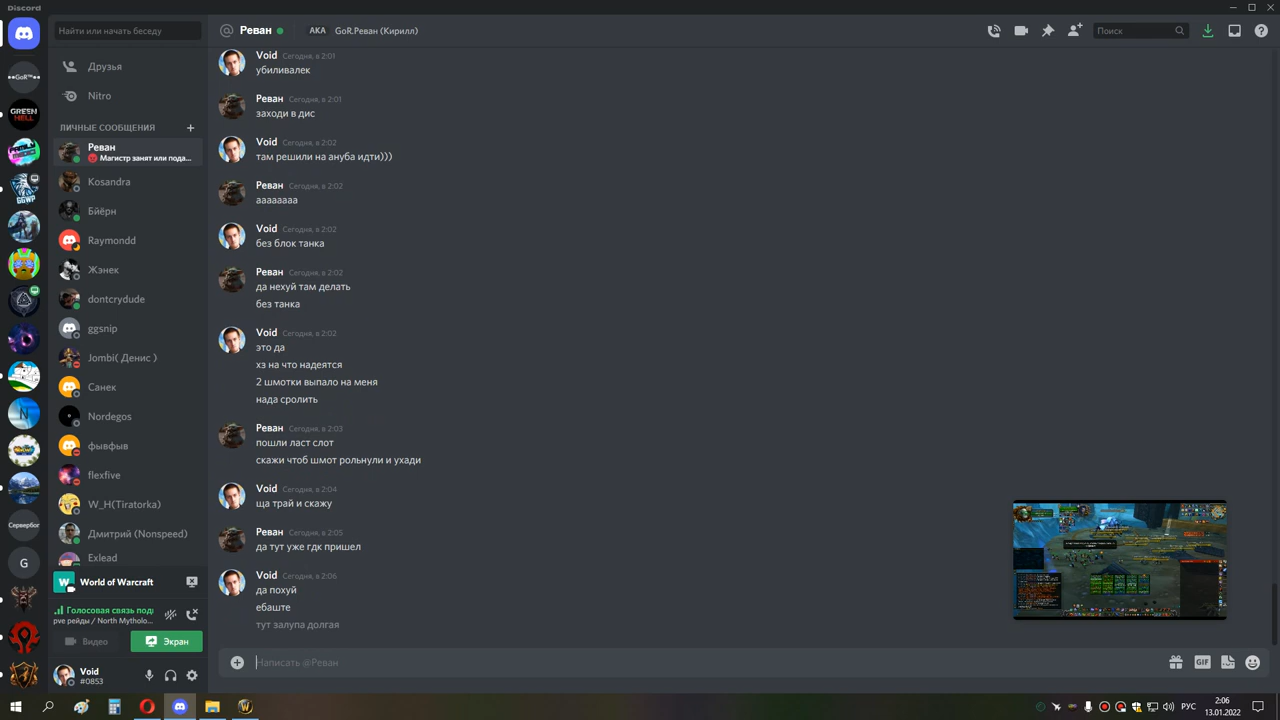 Discord
Найти или начать беседу
@ Реван
AKA GoR.Реван (Кирилл)
Поиск
Друзья
Nitro
ЛИЧНЫЕ СООБЩЕНИЯ
Реван
Магистр занят или пода...
Kosandra
Бйёрн
Raymondd
Жэнек
dontcrydude
ggsnip
Jombi( Денис )
Санек
Nordegos
фывфыв
flexfive
W_H(Tiratorka)
Дмитрий (Nonspeed)
Exlead
••GoR™••
GREEN HELL
GGWP
Серверbor
G
World of Warcraft
Голосовая связь подк
pve рейды / North Mytholo...
Видео
Экран
Void
#0853
Void Сегодня, в 2:01
убиливалек
Реван Сегодня, в 2:01
заходи в дис
Void Сегодня, в 2:02
там решили на ануба идти)))
Реван Сегодня, в 2:02
аааааааа
Void Сегодня, в 2:02
без блок танка
Реван Сегодня, в 2:02
да нехуй там делать
без танка
Void Сегодня, в 2:02
это да
хз на что надеятся
2 шмотки выпало на меня
нада сролить
Реван Сегодня, в 2:03
пошли ласт слот
скажи чтоб шмот рольнули и ухади
Void Сегодня, в 2:04
ща трай и скажу
Реван Сегодня, в 2:05
да тут уже гдк пришел
Void Сегодня, в 2:06
да похуй
ебаште
тут залупа долгая
Написать @Реван
GIF
РУС
2:06
13.01.2022